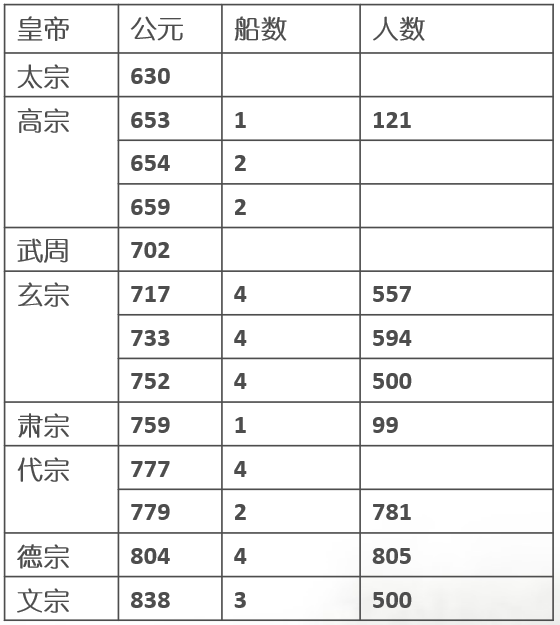 皇帝 公元 船数 人数
太宗 630
高宗 653 1 121
654 2
659 2
武周 702
玄宗 717 4 557
733 4 594
752 4 500
肃宗 759 1 99
代宗 777 4
779 2 781
德宗 804 4 805
文宗 838 3 500